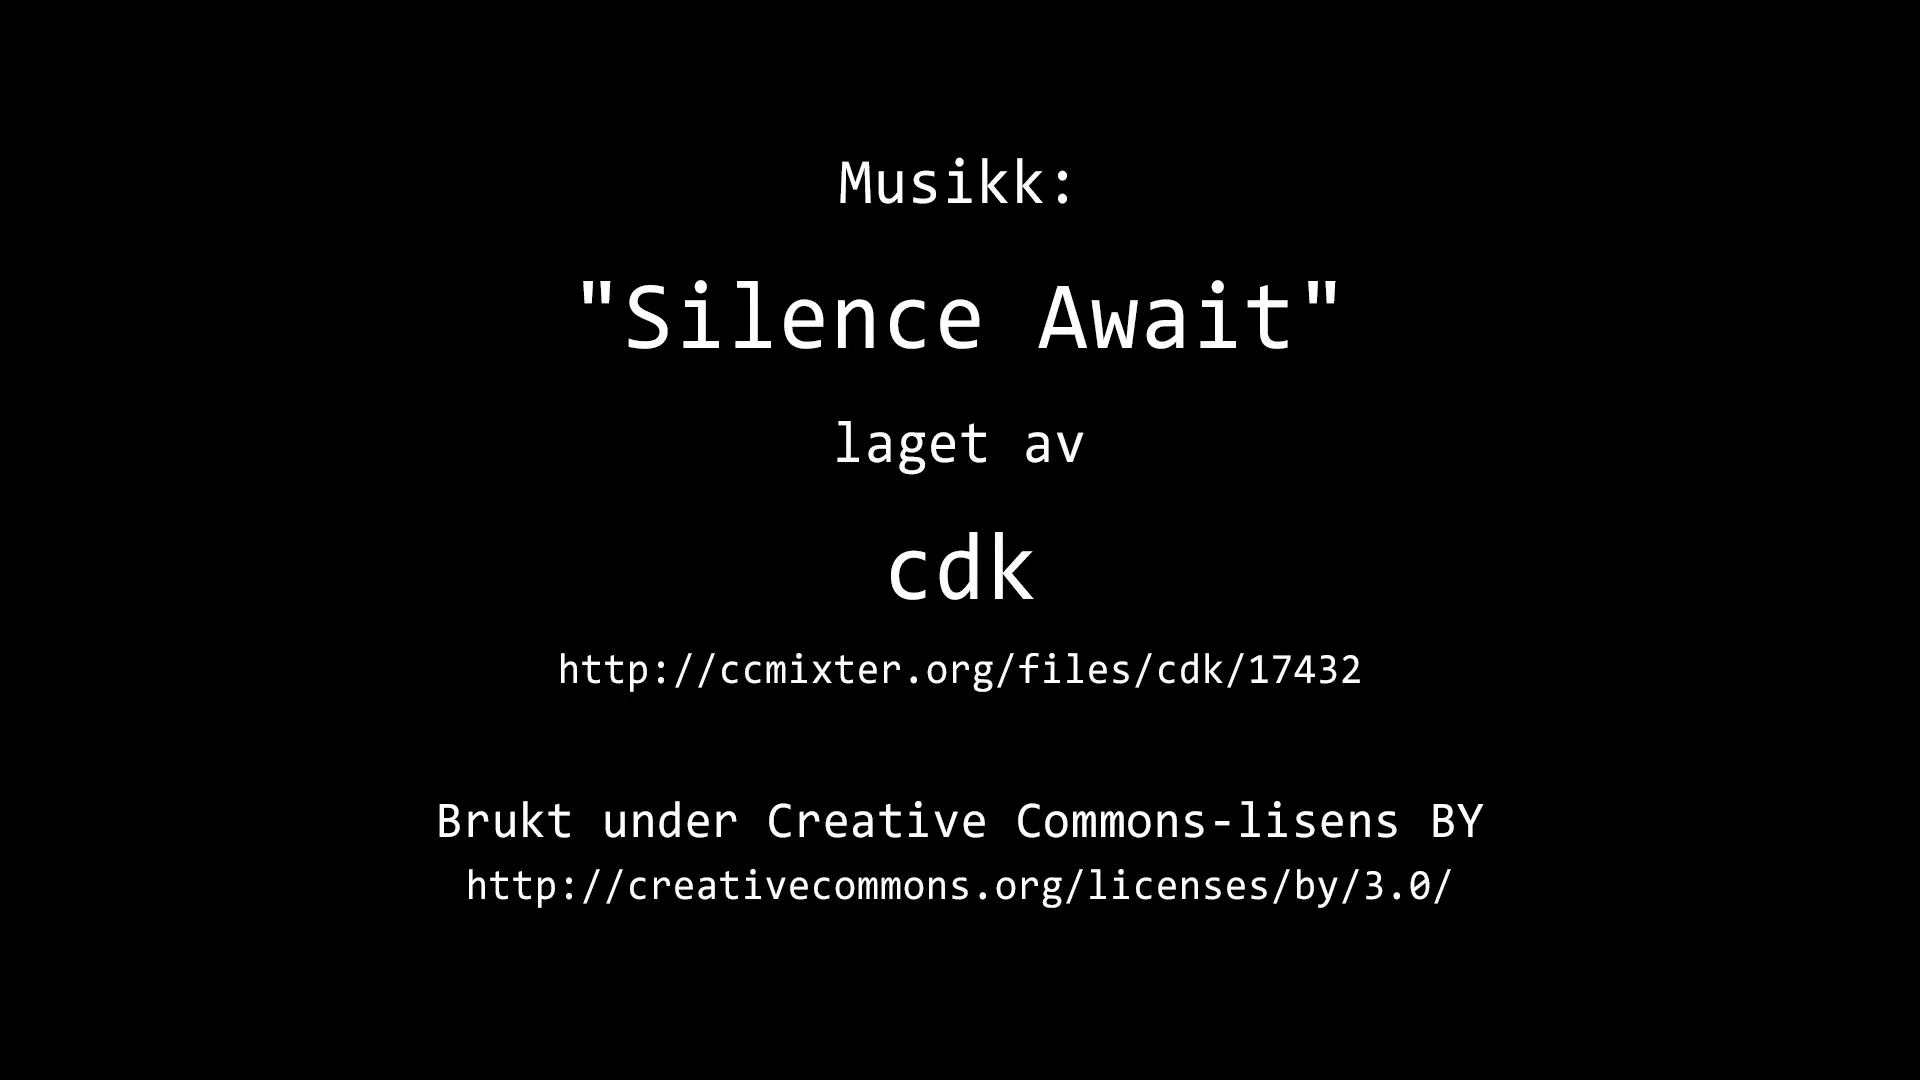 Musikk:
"Silence Await"
laget av
cdk
http://ccmixter.org/files/cdk/17432
Brukt under Creative Commons-lisens BY
http://creativecommons.org/licenses/by/3.0/